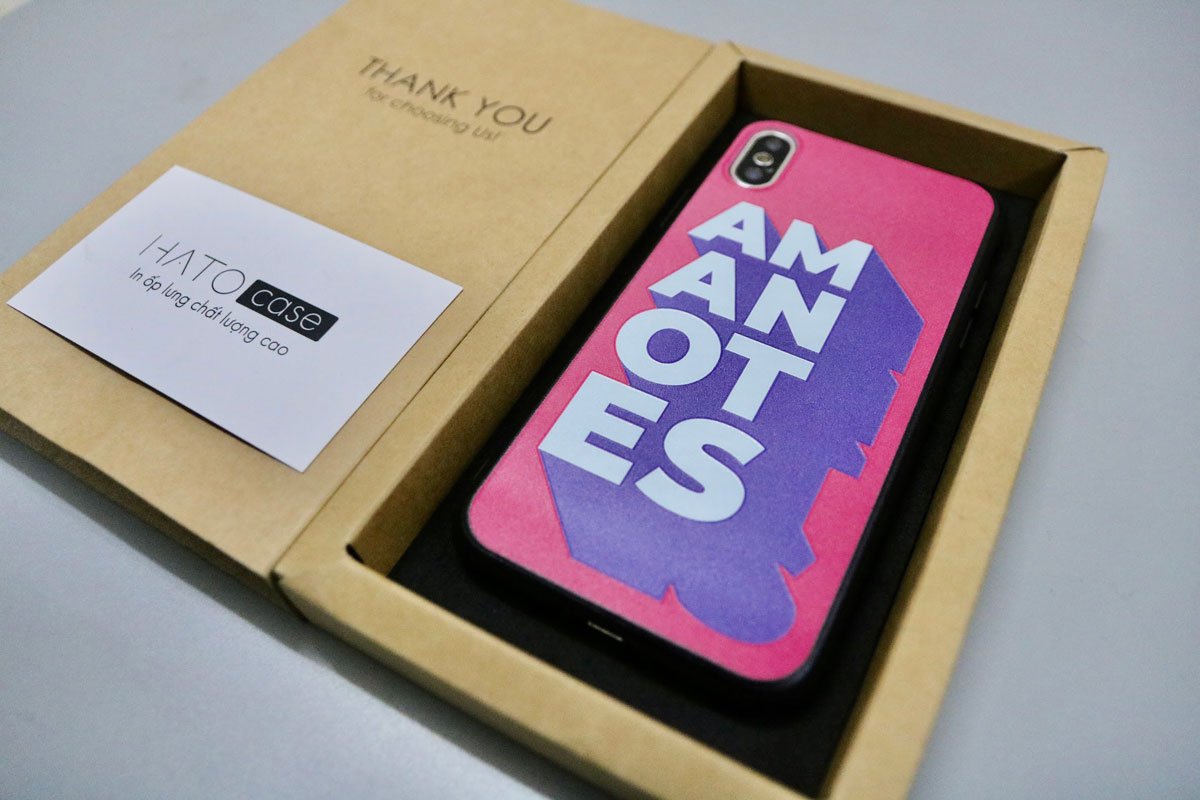 THANK YOU
for choosing Us!
HATO case
In ốp lưng chất lượng cao
AM
AN
OT
ES